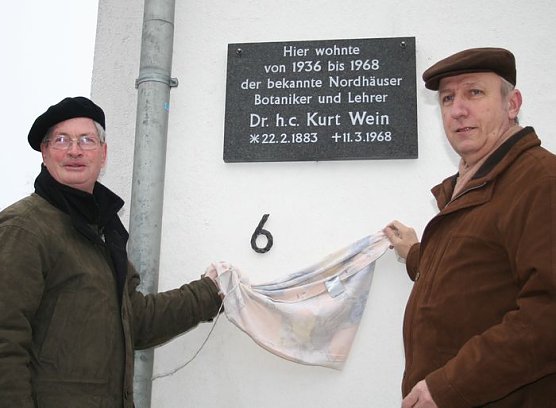 Hier wohnte
von 1936 bis 1968
der bekannte Nordhäuser
Botaniker und Lehrer
Dr. h.c. Kurt Wein
✳22.2.1883 ✝11.3.1968
6